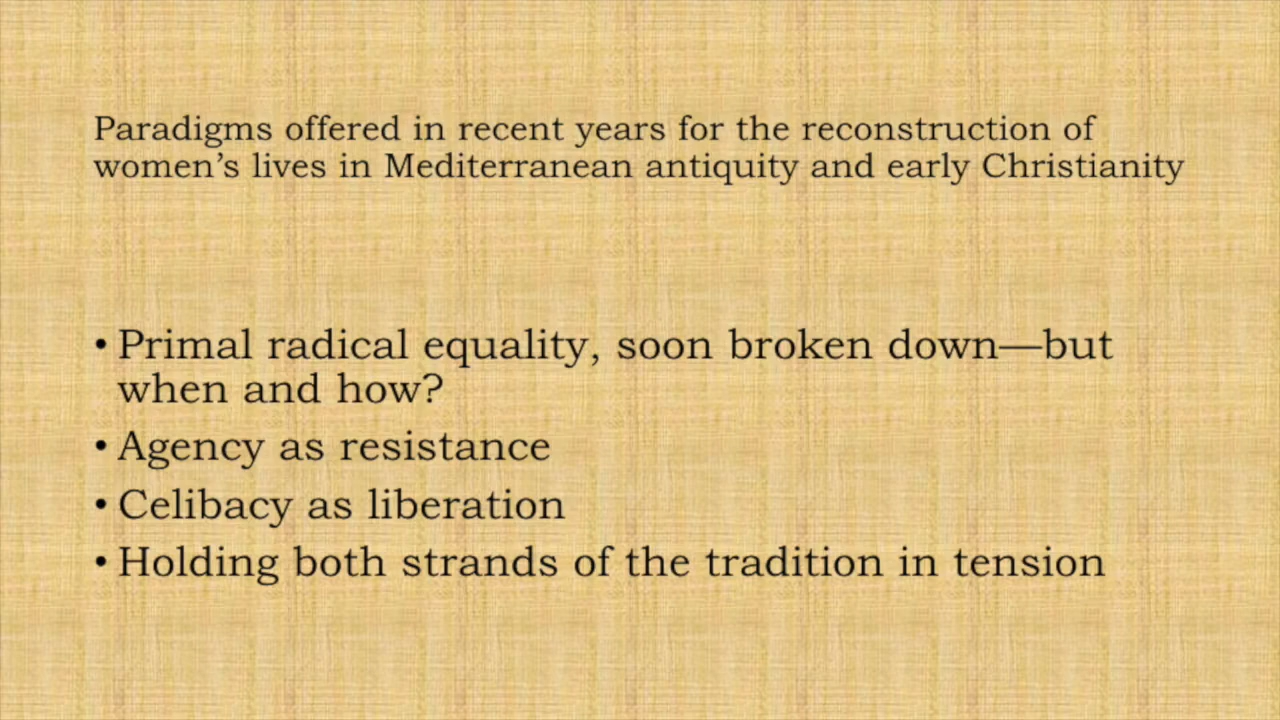 Paradigms offered in recent years for the reconstruction of
women’s lives in Mediterranean antiquity and early Christianity
• Primal radical equality, soon broken down—but
when and how?
• Agency as resistance
• Celibacy as liberation
• Holding both strands of the tradition in tension